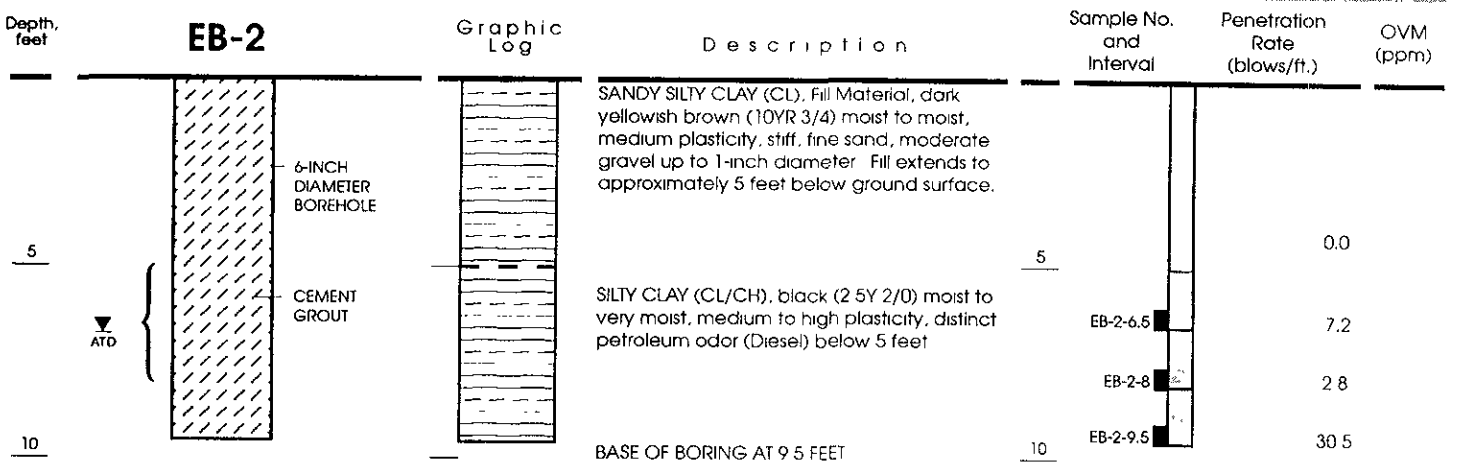 Depth, feet
EB-2
Graphic Log
Description
Sample No. and Interval
Penetration Rate (blows/ft.)
OVM (ppm)
SANDY SILTY CLAY (CL), Fill Material, dark
yellowish brown (10YR 3/4) moist to moist,
medium plasticity, stiff, fine sand, moderate
gravel up to 1-inch diameter Fill extends to
approximately 5 feet below ground surface.
6-INCH
DIAMETER
BOREHOLE
5
5
0.0
CEMENT
GROUT
ATD
SILTY CLAY (CL/CH), black (2 5Y 2/0) moist to
very moist, medium to high plasticity, distinct
petroleum odor (Diesel) below 5 feet
EB-2-6.5
7.2
EB-2-8
2 8
EB-2-9.5
30 5
10
BASE OF BORING AT 9 5 FEET
10